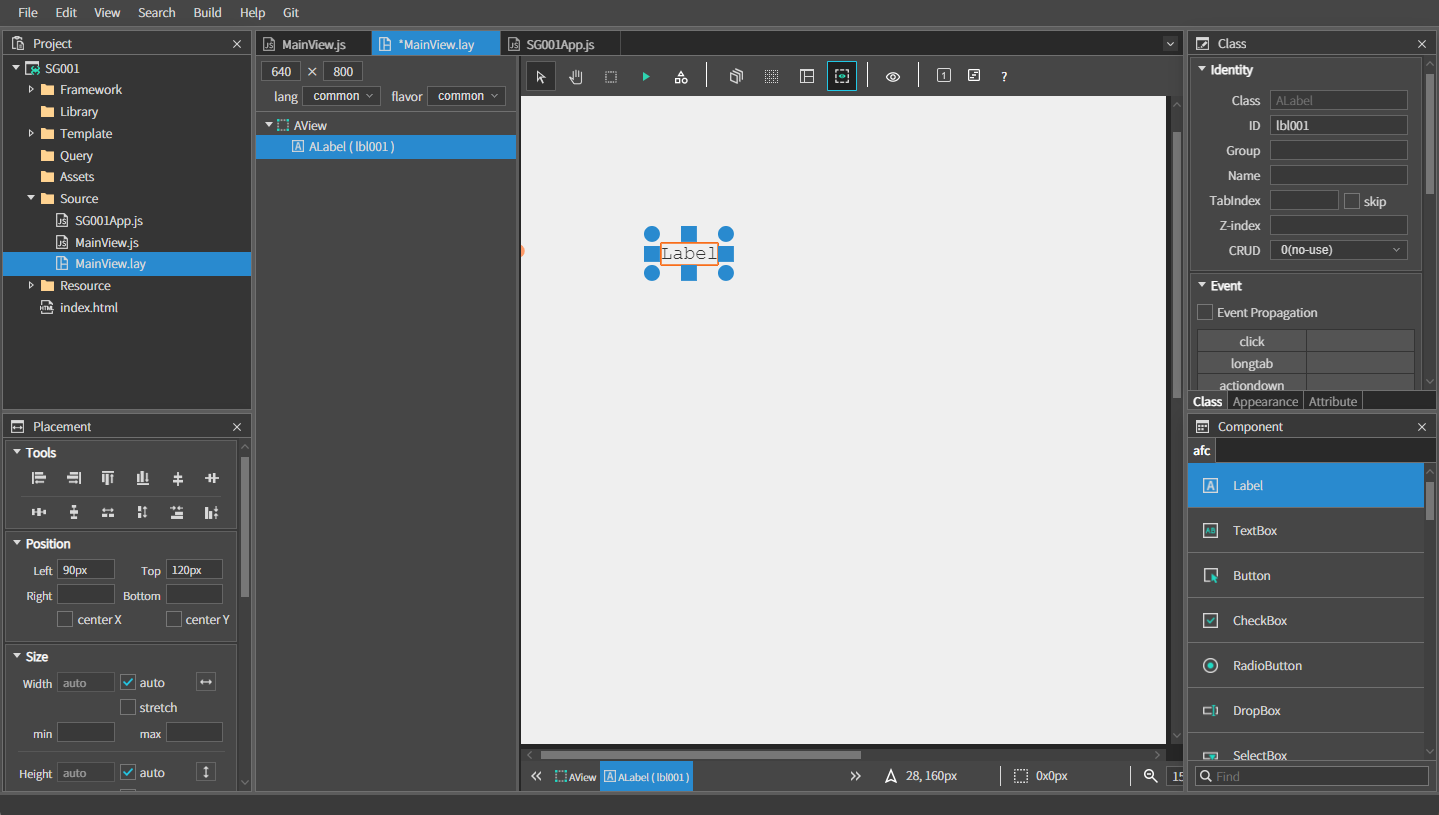 File Edit View Search Build Help Git
Project
SG001
Framework
Library
Template
Query
Assets
Source
SG001App.js
MainView.js
MainView.lay
Resource
index.html
Placement
Tools
Position
Left 90px Top 120px
Right Bottom
center X center Y
Size
Width auto auto
stretch
min max
Height auto auto
MainView.js *MainView.lay SG001App.js
640 × 800
lang common flavor common
AView
ALabel ( lbl001 )
1 ?
Label
AView ALabel ( lbl001 ) 28, 160px 0x0px 15
Class
Identity
Class ALabel
ID lbl001
Group
Name
TabIndex skip
Z-index
CRUD 0(no-use)
Event
Event Propagation
click
longtab
actiondown
Class Appearance Attribute
Component
afc
Label
TextBox
Button
CheckBox
RadioButton
DropBox
SelectBox
Find